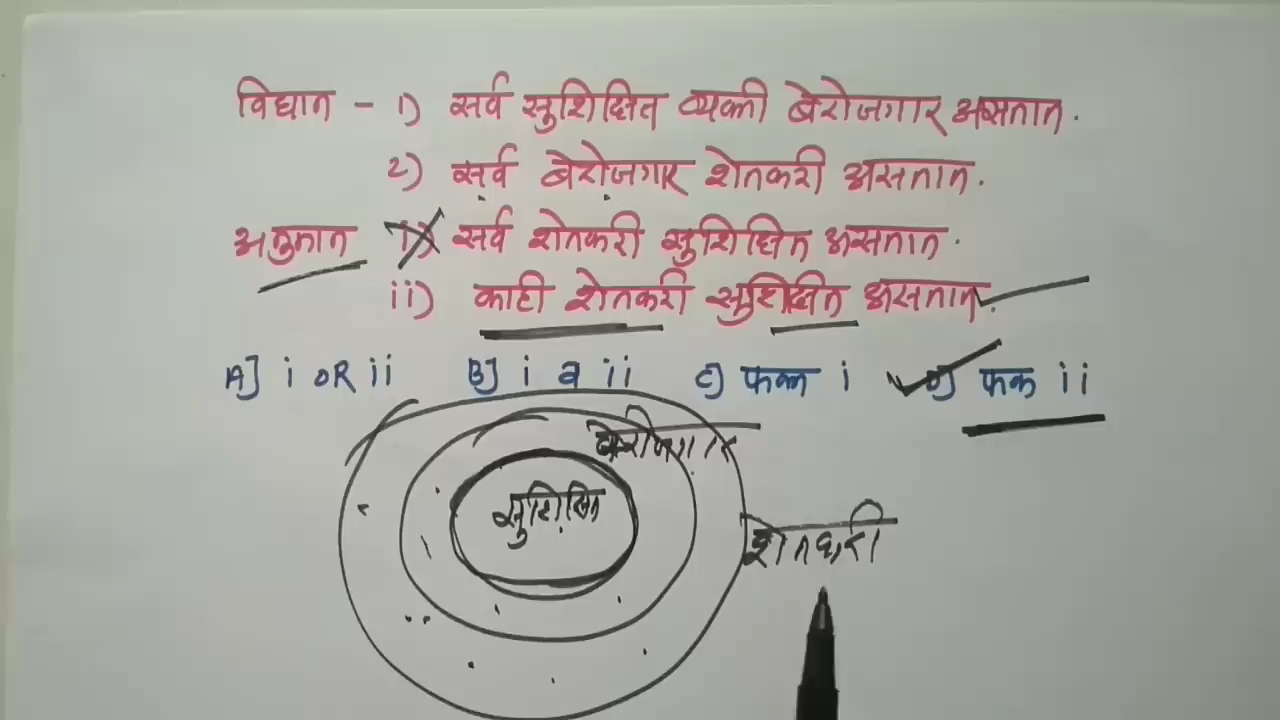 विधान - 1) सर्व सुशिक्षित व्यक्ती बेरोजगार असतात.
2) सर्व बेरोजगार शेतकरी असतात.
अनुमान i) सर्व शेतकरी सुशिक्षित असतात.
ii) काही शेतकरी सुशिक्षित असतात.
A] i OR ii B] i व ii C] फक्त i D] फक्त ii
बेरोजगार
सुशिक्षित
शेतकरी